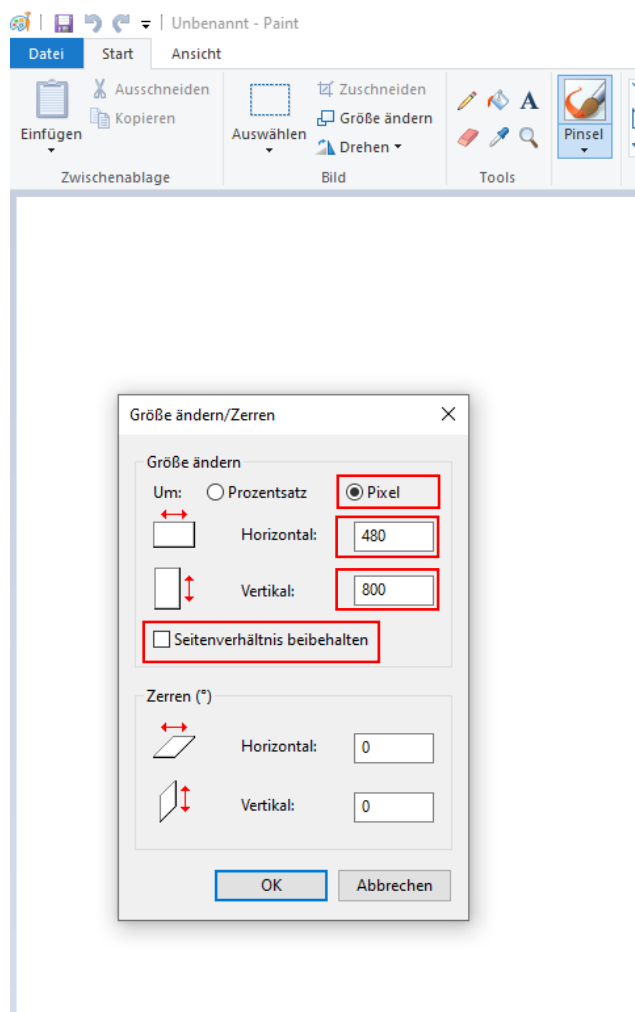 Unbenannt - Paint
Datei Start Ansicht
Einfügen
Ausschneiden
Kopieren
Zwischenablage
Auswählen
Zuschneiden
Größe ändern
Drehen
Bild
A
Tools
Pinsel
Größe ändern/Zerren
Größe ändern
Um: Prozentsatz Pixel
Horizontal: 480
Vertikal: 800
Seitenverhältnis beibehalten
Zerren (°)
Horizontal: 0
Vertikal: 0
OK Abbrechen